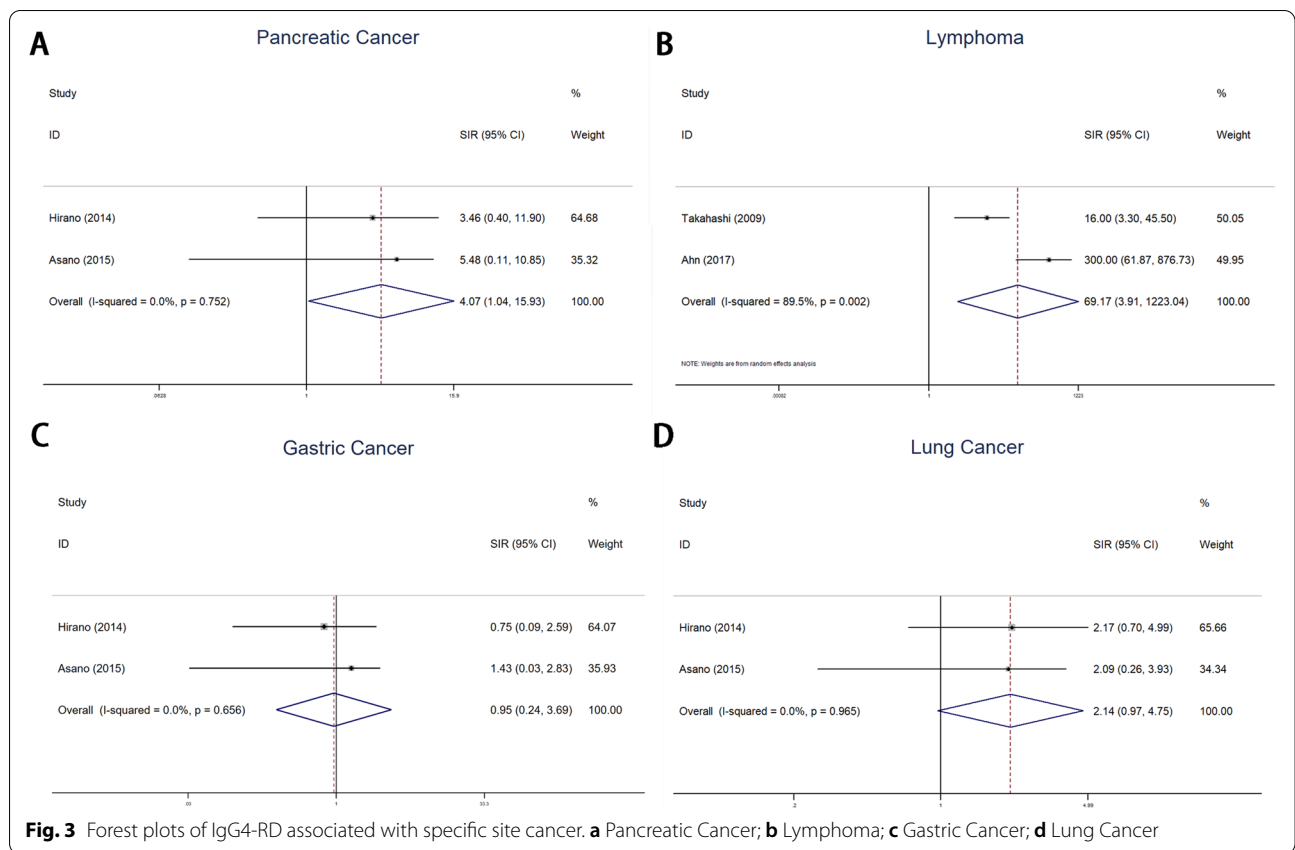 A
Pancreatic Cancer
Study %
ID SIR (95% CI) Weight
Hirano (2014) 3.46 (0.40, 11.90) 64.68
Asano (2015) 5.48 (0.11, 10.85) 35.32
Overall (I-squared = 0.0%, p = 0.752) 4.07 (1.04, 15.93) 100.00
.0628 1 15.9
B
Lymphoma
Study %
ID SIR (95% CI) Weight
Takahashi (2009) 16.00 (3.30, 45.50) 50.05
Ahn (2017) 300.00 (61.87, 876.73) 49.95
Overall (I-squared = 89.5%, p = 0.002) 69.17 (3.91, 1223.04) 100.00
NOTE: Weights are from random effects analysis
.00082 1 1223
C
Gastric Cancer
Study %
ID SIR (95% CI) Weight
Hirano (2014) 0.75 (0.09, 2.59) 64.07
Asano (2015) 1.43 (0.03, 2.83) 35.93
Overall (I-squared = 0.0%, p = 0.656) 0.95 (0.24, 3.69) 100.00
.03 1 33.3
D
Lung Cancer
Study %
ID SIR (95% CI) Weight
Hirano (2014) 2.17 (0.70, 4.99) 65.66
Asano (2015) 2.09 (0.26, 3.93) 34.34
Overall (I-squared = 0.0%, p = 0.965) 2.14 (0.97, 4.75) 100.00
.2 1 4.99
Fig. 3 Forest plots of IgG4-RD associated with specific site cancer. a Pancreatic Cancer; b Lymphoma; c Gastric Cancer; d Lung Cancer